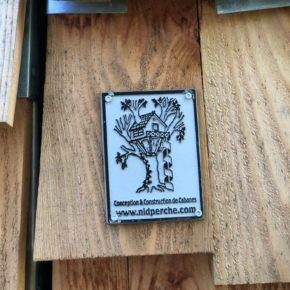 Conception & Construction de Cabanes
www.nidperche.com